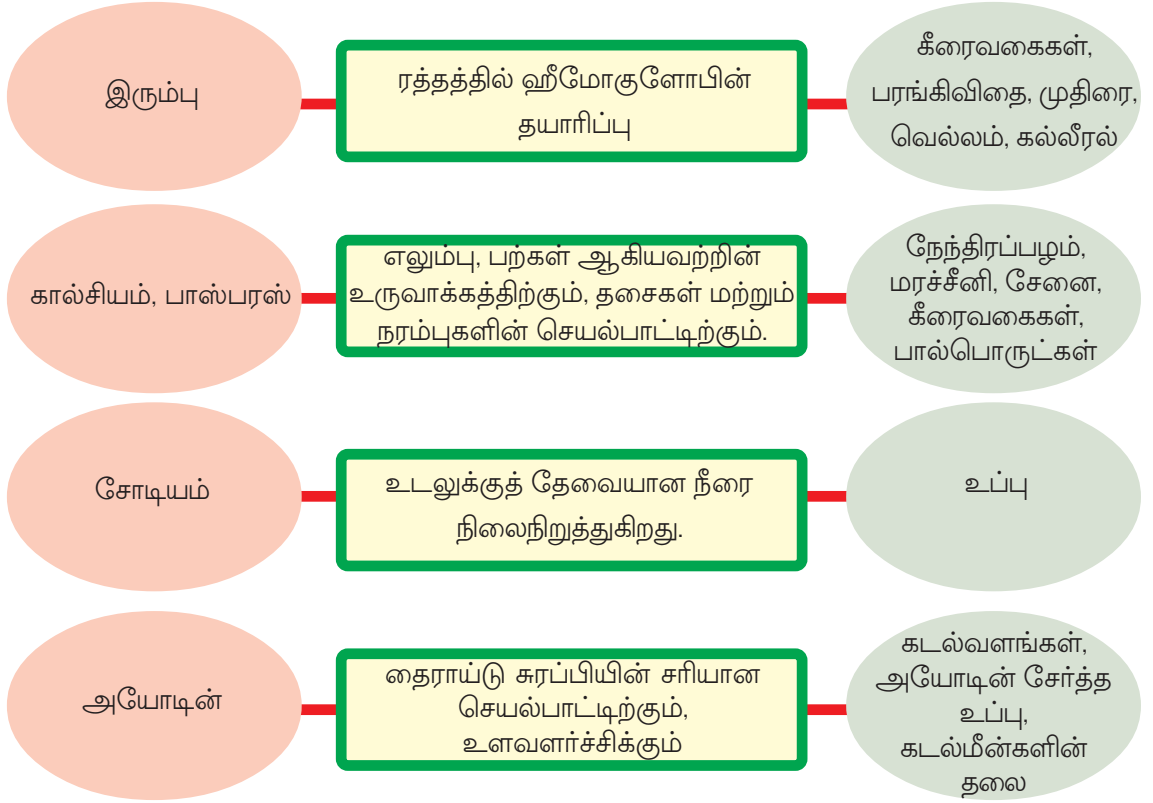 இரும்பு
ரத்தத்தில் ஹீமோகுளோபின்
தயாரிப்பு
கீரைவகைகள்,
பரங்கிவிதை, முதிரை,
வெல்லம், கல்லீரல்
கால்சியம், பாஸ்பரஸ்
எலும்பு, பற்கள் ஆகியவற்றின்
உருவாக்கத்திற்கும், தசைகள் மற்றும்
நரம்புகளின் செயல்பாட்டிற்கும்.
நேந்திரப்பழம்,
மரச்சீனி, சேனை,
கீரைவகைகள்,
பால்பொருட்கள்
சோடியம்
உடலுக்குத் தேவையான நீரை
நிலைநிறுத்துகிறது.
உப்பு
அயோடின்
தைராய்டு சுரப்பியின் சரியான
செயல்பாட்டிற்கும்,
உளவளர்ச்சிக்கும்
கடல்வளங்கள்,
அயோடின் சேர்த்த
உப்பு,
கடல்மீன்களின்
தலை